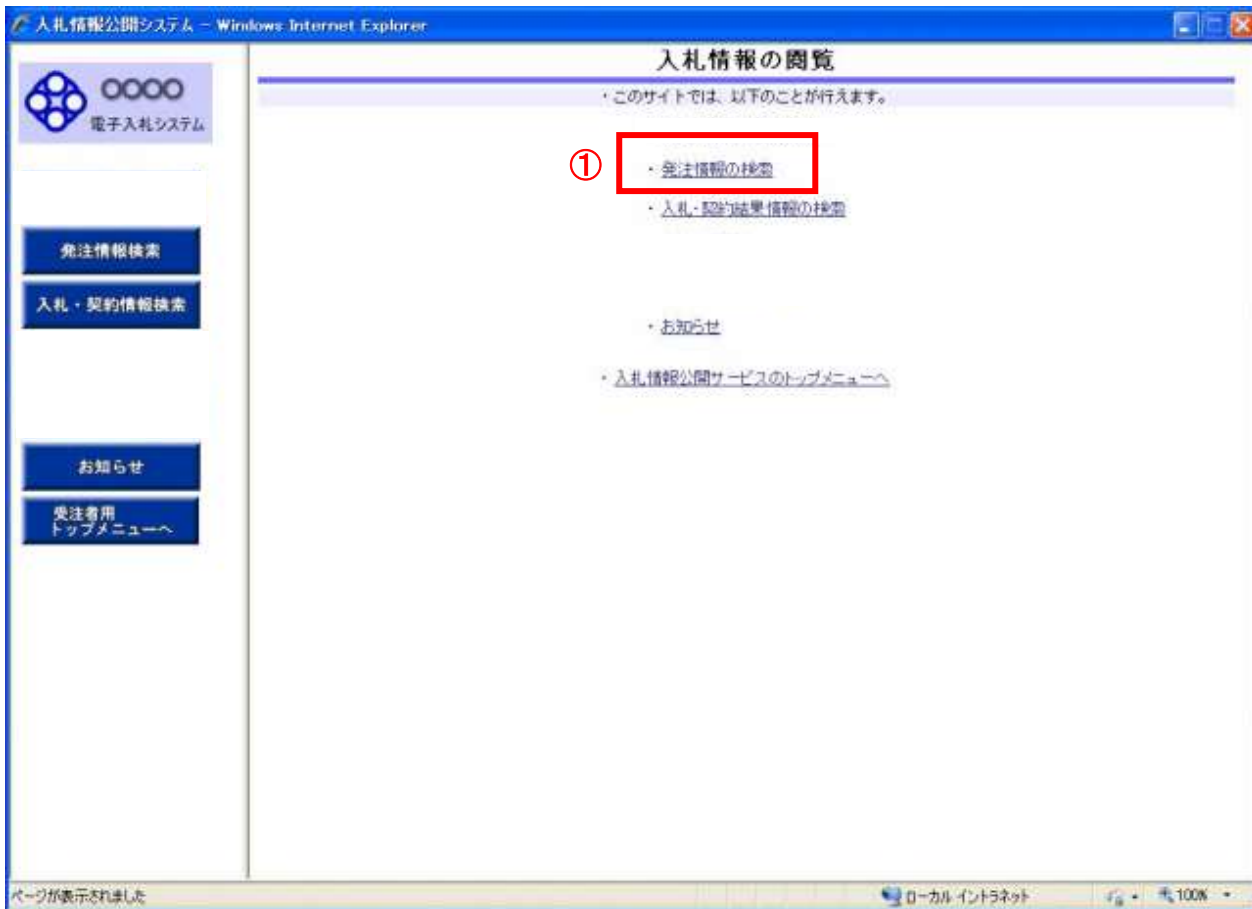 入札情報公開システム - Windows Internet Explorer
〇〇〇〇
電子入札システム
発注情報検索
入札・契約情報検索
お知らせ
受注者用
トップメニューへ
入札情報の閲覧
・このサイトでは、以下のことが行えます。
①
・発注情報の検索
・入札・契約結果情報の検索
・お知らせ
・入札情報公開サービスのトップメニューへ
ページが表示されました
ローカル イントラネット
100%